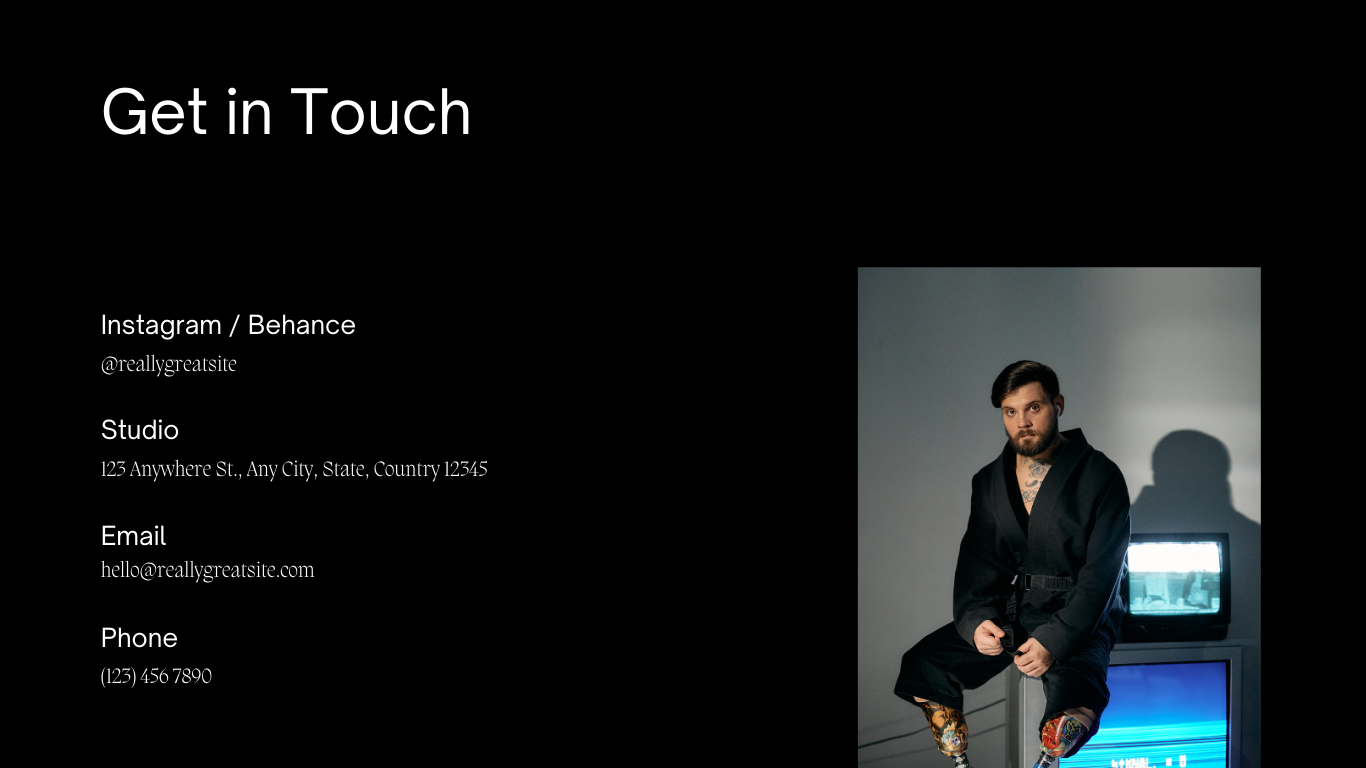 Get in Touch
Instagram / Behance
@reallygreatsite
Studio
123 Anywhere St., Any City, State, Country 12345
Email
hello@reallygreatsite.com
Phone
(123) 456 7890